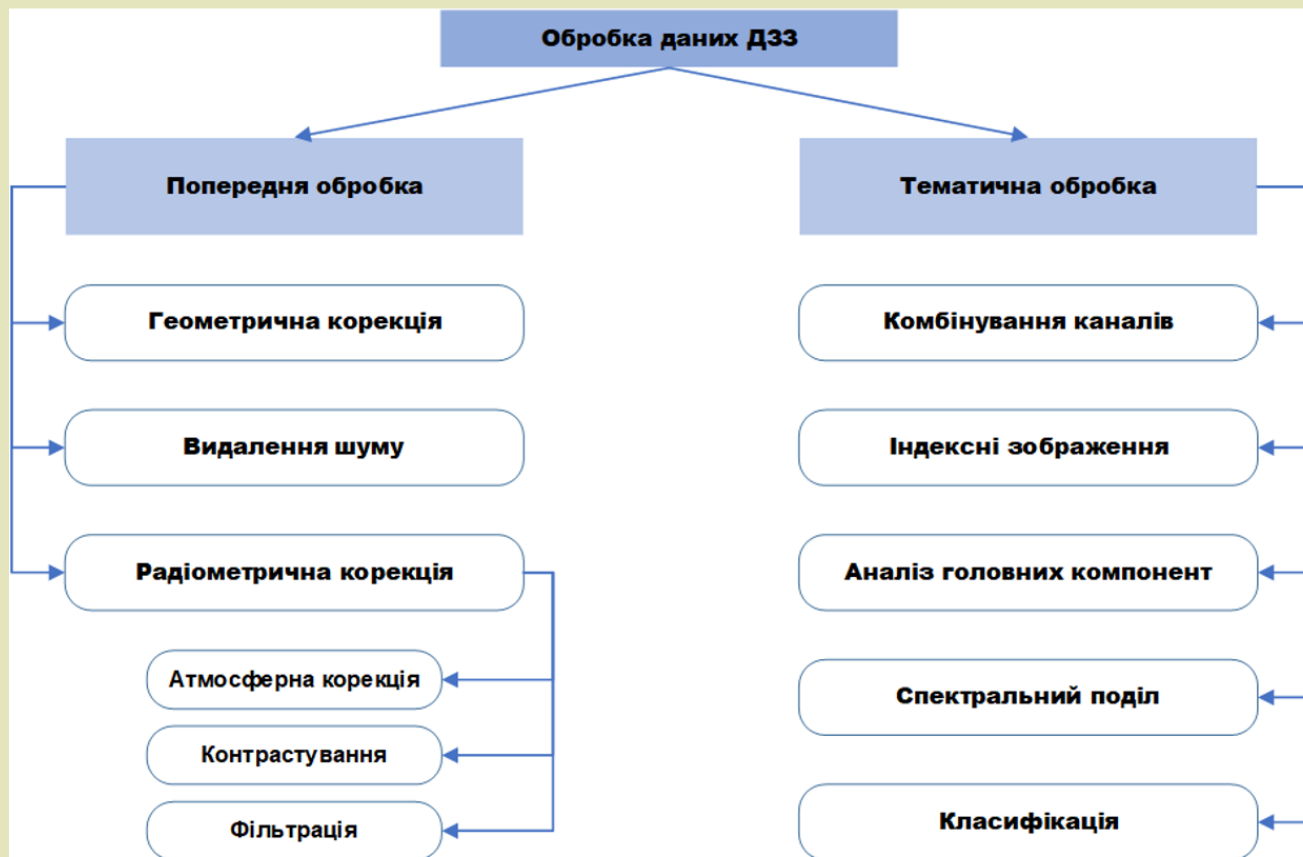 Обробка даних ДЗЗ
Попередня обробка
Тематична обробка
Геометрична корекція
Комбінування каналів
Видалення шуму
Індексні зображення
Радіометрична корекція
Аналіз головних компонент
Атмосферна корекція
Спектральний поділ
Контрастування
Фільтрація
Класифікація